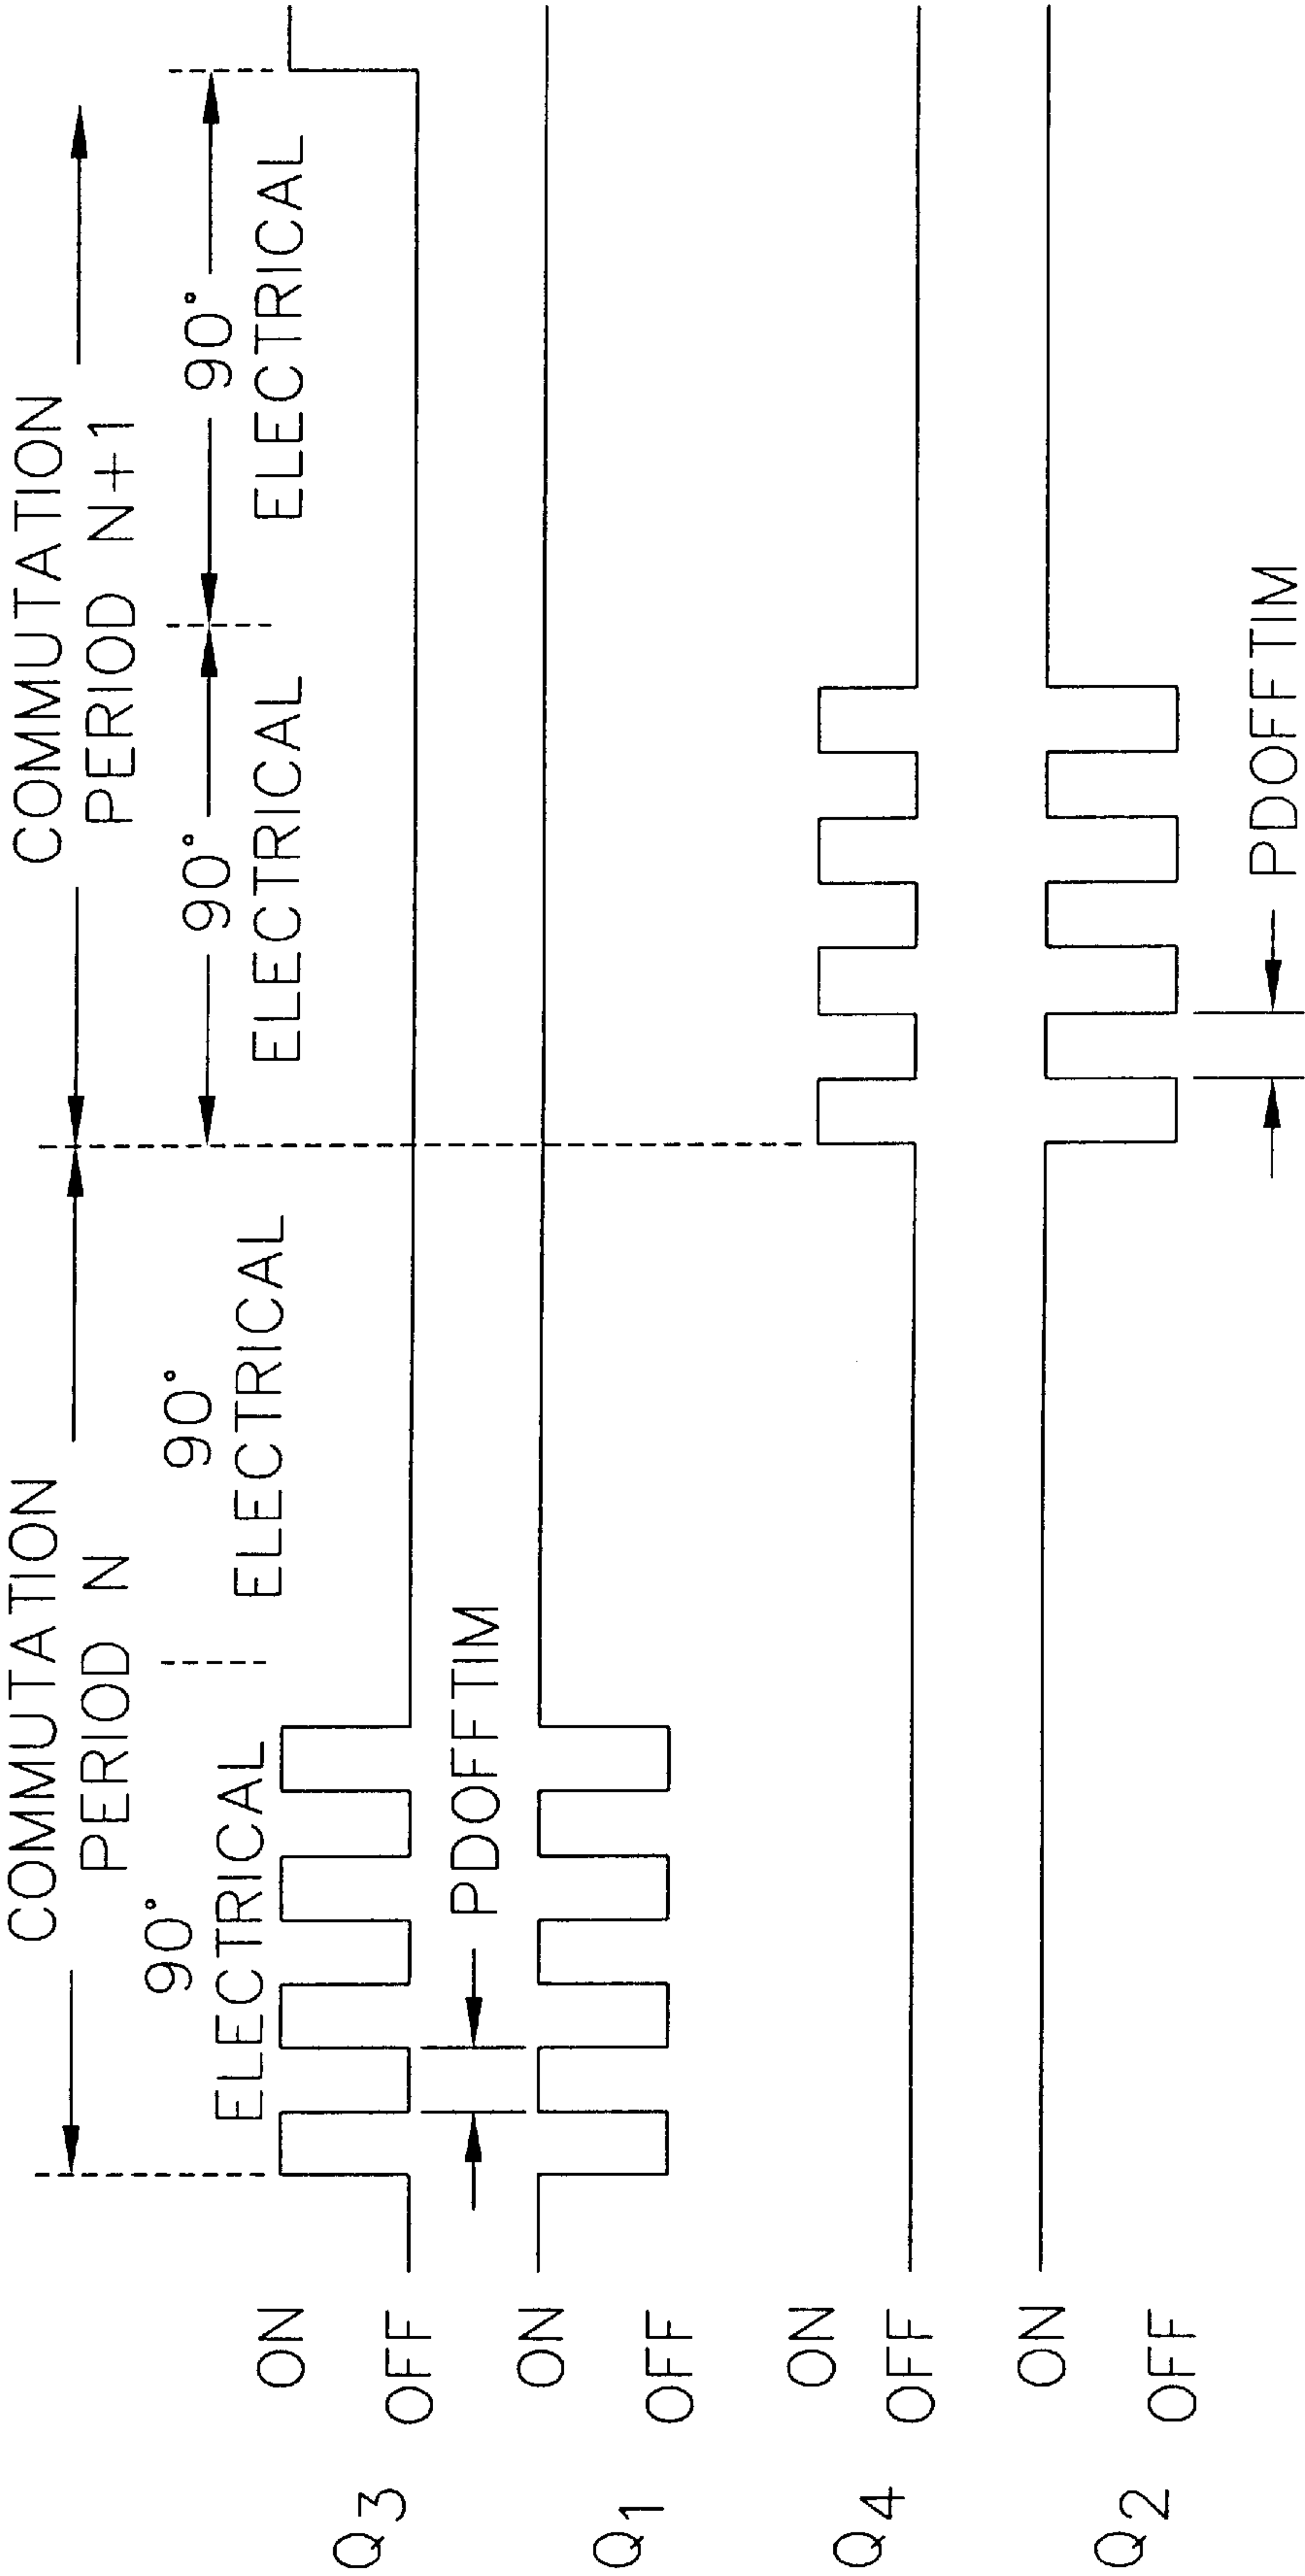 COMMUTATION
PERIOD N
COMMUTATION
PERIOD N+1
90°
ELECTRICAL
90°
ELECTRICAL
90°
ELECTRICAL
90°
ELECTRICAL
Q3
ON
OFF
PDOFFTIM
Q1
ON
OFF
Q4
ON
OFF
Q2
ON
OFF
PDOFFTIM